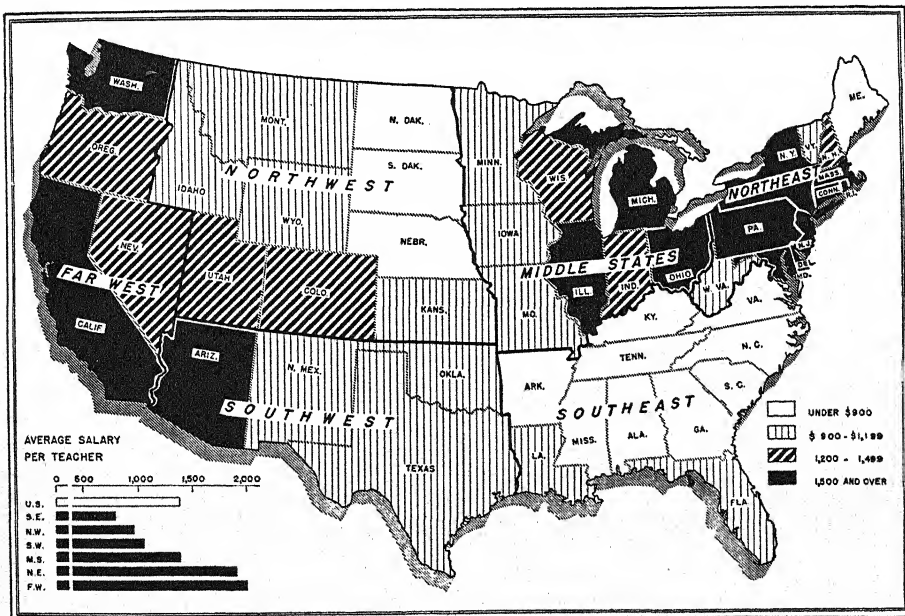 WASH.
MONT.
N. DAK.
ME.
OREG.
MINN.
N.Y.
VT.
N.H.
S. DAK.
WIS.
MASS.
NORTHEAST
IDAHO
NORTHWEST
MICH.
CONN.
R.I.
WYO.
IOWA
PA.
NEBR.
N.J.
NEV.
MIDDLE STATES
OHIO
DEL.
MD.
FAR WEST
UTAH
COLO.
ILL.
IND.
W. VA.
KANS.
MO.
VA.
KY.
CALIF
ARIZ.
N. MEX.
OKLA.
TENN.
N. C.
ARK.
S. C.
SOUTHWEST
SOUTHEAST
MISS.
ALA.
GA.
TEXAS
LA.
FLA.
UNDER $900
$ 900-$1,199
1,200 - 1,499
1,500 AND OVER
AVERAGE SALARY
PER TEACHER
0 500 1,000 1,500 2,000
U.S.
S.E.
N.W.
S.W.
M.S.
N.E.
F.W.